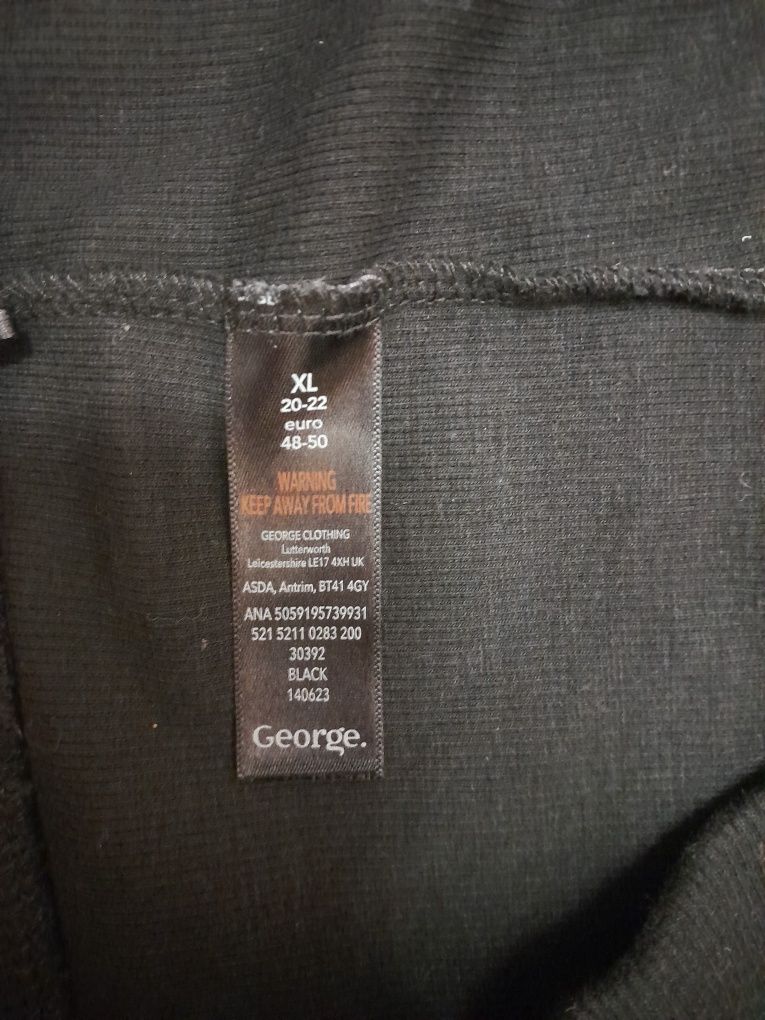 XL
20-22
euro
48-50
WARNING
KEEP AWAY FROM FIRE
GEORGE CLOTHING
Lutterworth
Leicestershire LE17 4XH UK
ASDA, Antrim, BT41 4GY
ANA 5059195739931
521 5211 0283 200
30392
BLACK
140623
George.